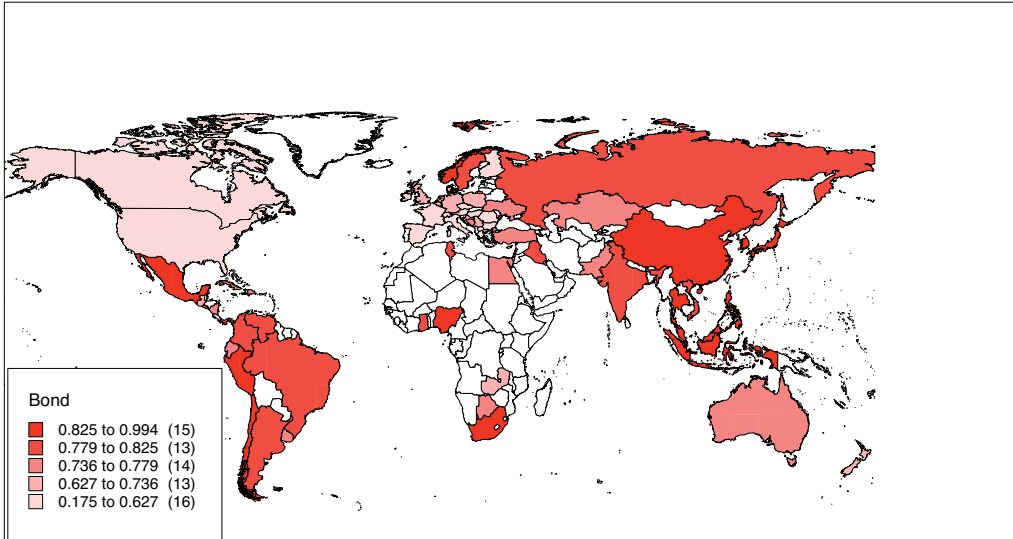 Bond
0.825 to 0.994 (15)
0.779 to 0.825 (13)
0.736 to 0.779 (14)
0.627 to 0.736 (13)
0.175 to 0.627 (16)